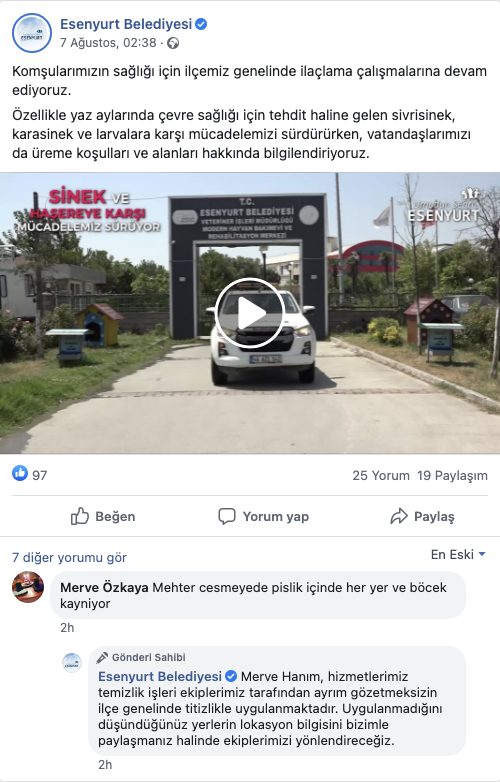 Esenyurt Belediyesi
7 Ağustos, 02:38
Komşularımızın sağlığı için ilçemiz genelinde ilaçlama çalışmalarına devam
ediyoruz.
Özellikle yaz aylarında çevre sağlığı için tehdit haline gelen sivrisinek,
karasinek ve larvalara karşı mücadelemizi sürdürürken, vatandaşlarımızı
da üreme koşulları ve alanları hakkında bilgilendiriyoruz.
SİNEK VE
HAŞEREYE KARŞI
MÜCADELEMİZ SÜRÜYOR
T.C.
ESENYURT BELEDİYESİ
VETERİNER İŞLERİ MÜDÜRLÜĞÜ
MODERN HAYVAN BAKIMEVİ VE
REHABİLİTASYON MERKEZİ
ESENYURT
97
25 Yorum 19 Paylaşım
Beğen Yorum yap Paylaş
7 diğer yorumu gör
En Eski
Merve Özkaya Mehter cesmeyede pislik içinde her yer ve böcek
kayniyor
2h
Gönderi Sahibi
Esenyurt Belediyesi Merve Hanım, hizmetlerimiz
temizlik işleri ekiplerimiz tarafından ayrım gözetmeksizin
ilçe genelinde titizlikle uygulanmaktadır. Uygulanmadığını
düşündüğünüz yerlerin lokasyon bilgisini bizimle
paylaşmanız halinde ekiplerimizi yönlendireceğiz.
2h